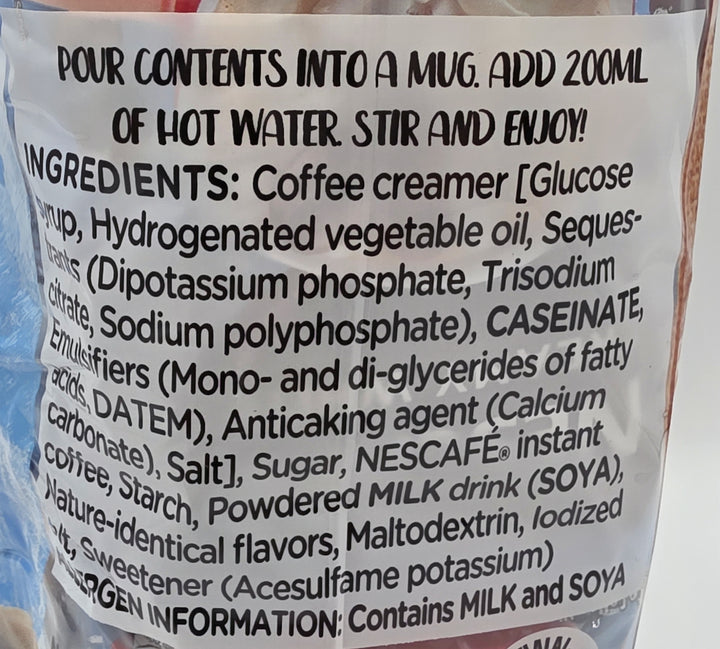 POUR CONTENTS INTO A MUG. ADD 200ML
OF HOT WATER. STIR AND ENJOY!
INGREDIENTS: Coffee creamer [Glucose
syrup, Hydrogenated vegetable oil, Seques-
trants (Dipotassium phosphate, Trisodium
citrate, Sodium polyphosphate), CASEINATE,
Emulsifiers (Mono- and di-glycerides of fatty
acids, DATEM), Anticaking agent (Calcium
carbonate), Salt], Sugar, NESCAFÉ® instant
coffee, Starch, Powdered MILK drink (SOYA),
Nature-identical flavors, Maltodextrin, Iodized
salt, Sweetener (Acesulfame potassium)
ALLERGEN INFORMATION: Contains MILK and SOYA